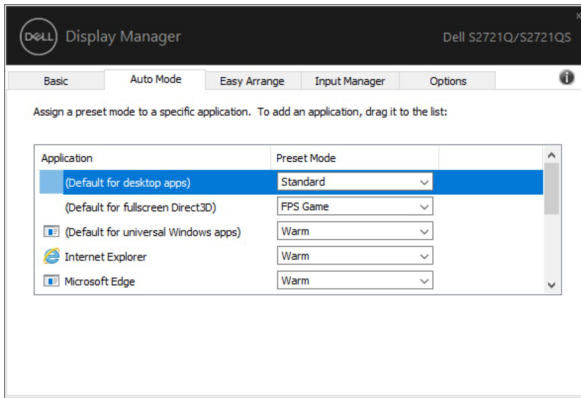 DELL Display Manager Dell S2721Q/S2721QS
Basic Auto Mode Easy Arrange Input Manager Options
Assign a preset mode to a specific application. To add an application, drag it to the list:
Application Preset Mode
(Default for desktop apps) Standard
(Default for fullscreen Direct3D) FPS Game
(Default for universal Windows apps) Warm
Internet Explorer Warm
Microsoft Edge Warm